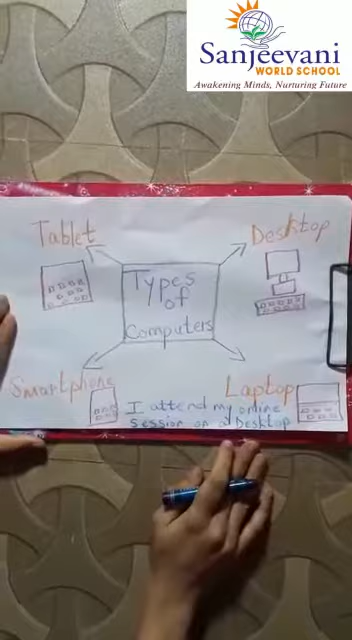 Sanjeevani
WORLD SCHOOL
Awakening Minds, Nurturing Future
Tablet
Desktop
Types
of
Computers
Smartphone
Laptop
I attend my online
session on a Desktop